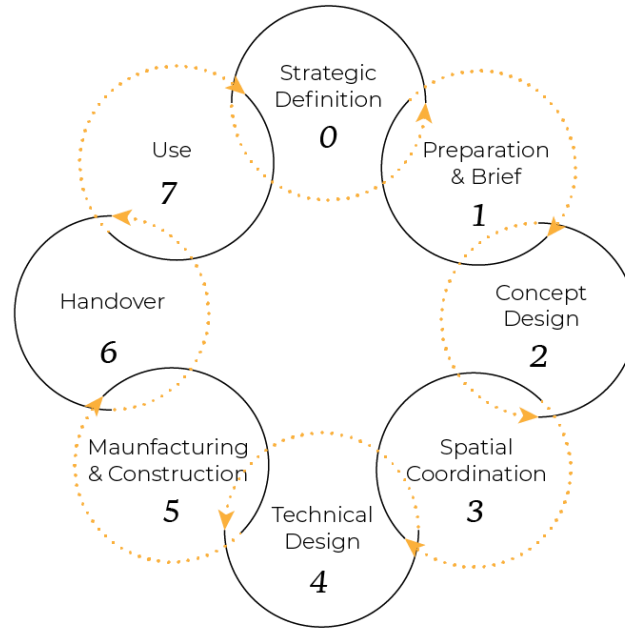 Strategic
Definition
0
Preparation
& Brief
1
Concept
Design
2
Spatial
Coordination
3
Technical
Design
4
Maunfacturing
& Construction
5
Handover
6
Use
7